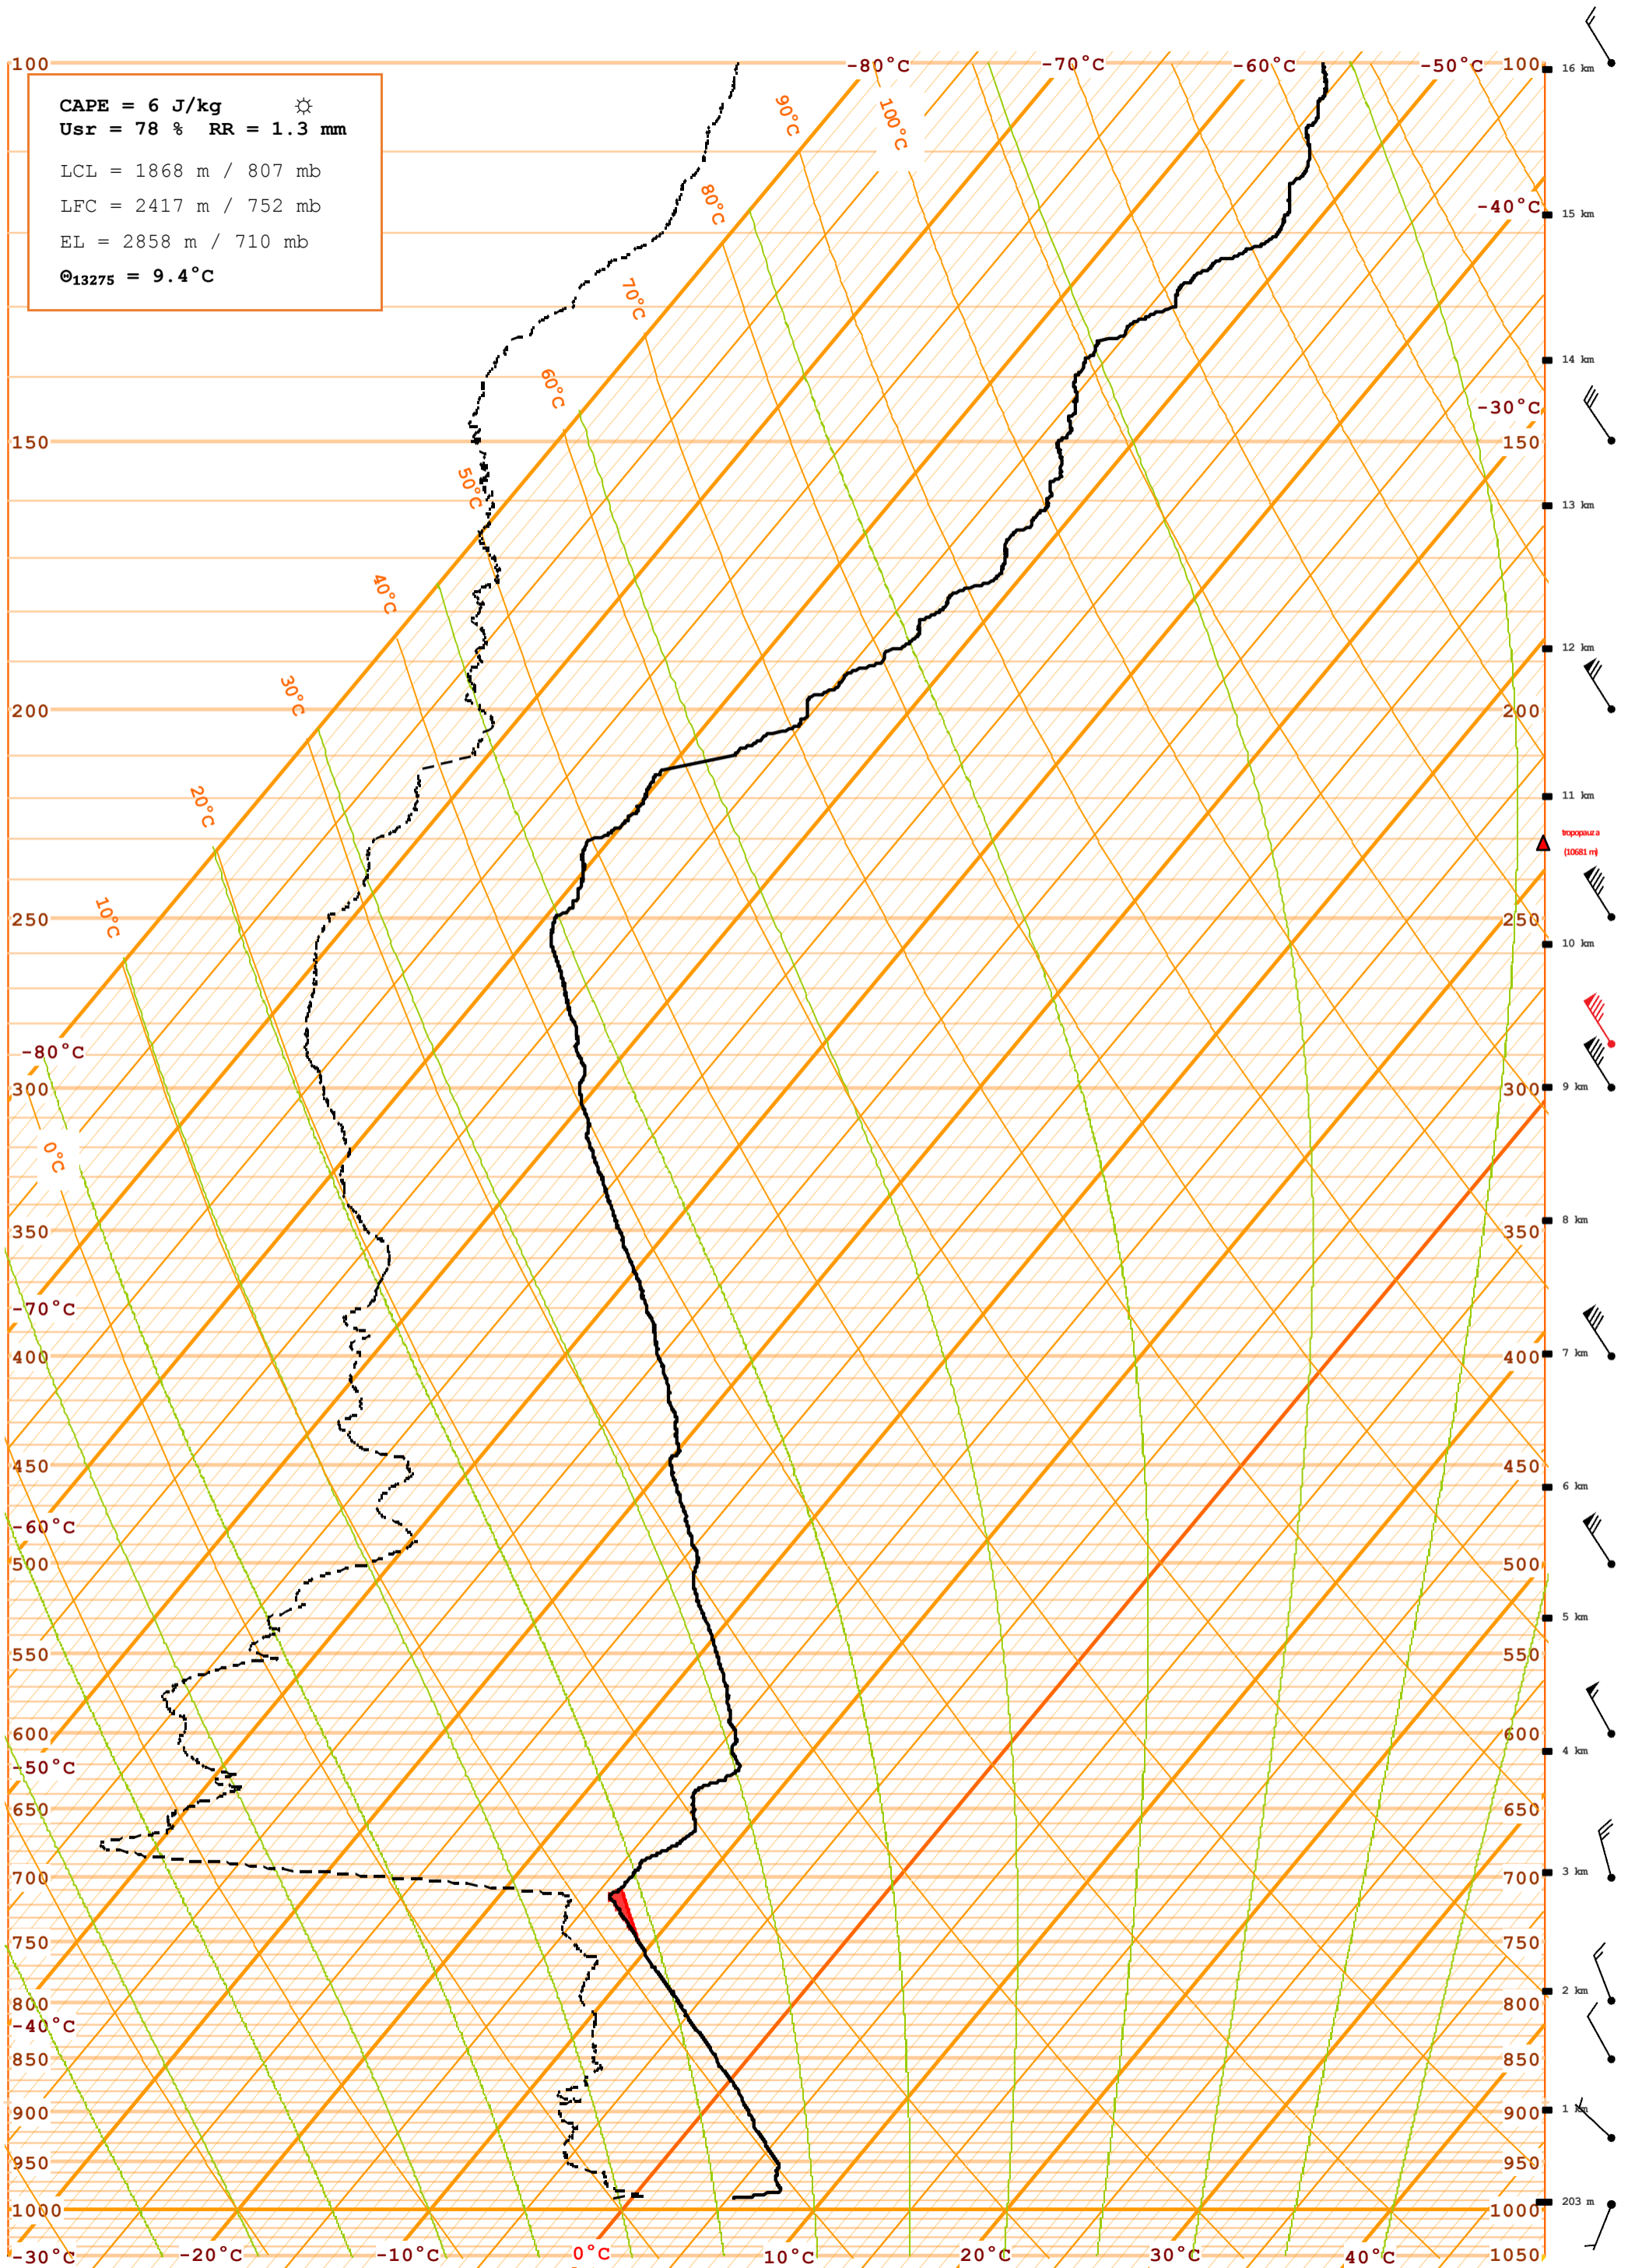 -80°C
-70°C
-60°C
-50°C
100
100
16 km
CAPE = 6 J/kg ☼
Usr = 78 % RR = 1.3 mm
LCL = 1868 m / 807 mb
LFC = 2417 m / 752 mb
EL = 2858 m / 710 mb
Θ13275 = 9.4°C
90°C
100°C
80°C
-40°C
15 km
70°C
14 km
60°C
-30°C
150
150
50°C
13 km
40°C
12 km
30°C
200
200
20°C
11 km
tropopauza
(10681 m)
10°C
250
250
10 km
-80°C
300
300
9 km
0°C
350
350
8 km
-70°C
400
400
7 km
450
450
6 km
-60°C
500
500
5 km
550
550
600
600
4 km
-50°C
650
650
700
700
3 km
750
750
2 km
800
800
-40°C
850
850
900
900
1 km
950
950
203 m
1000
1000
-30°C
-20°C
-10°C
0°C
10°C
20°C
30°C
40°C
1050